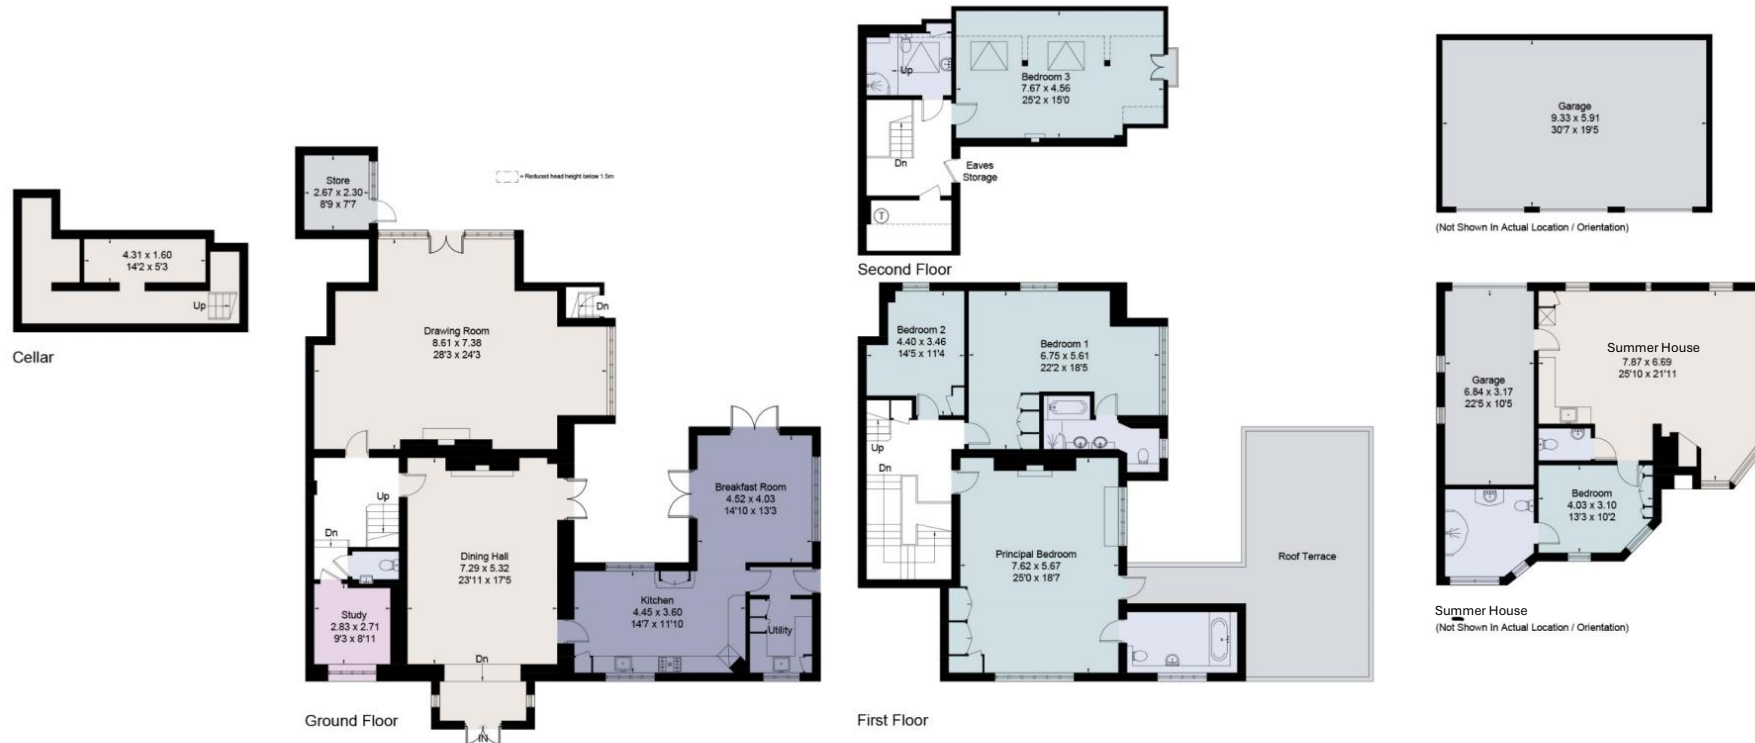 4.31 x 1.60
14'2 x 5'3
Up
Cellar
Store
2.67 x 2.30
8'9 x 7'7
= Reduced head height below 1.5m
Drawing Room
8.61 x 7.38
28'3 x 24'3
Dn
Up
Dn
Dining Hall
7.29 x 5.32
23'11 x 17'5
Breakfast Room
4.52 x 4.03
14'10 x 13'3
Kitchen
4.45 x 3.60
14'7 x 11'10
Utility
Study
2.83 x 2.71
9'3 x 8'11
Dn
IN
Ground Floor
Up
Bedroom 3
7.67 x 4.56
25'2 x 15'0
Dn
Eaves
Storage
T
Second Floor
Bedroom 2
4.40 x 3.46
14'5 x 11'4
Bedroom 1
6.75 x 5.61
22'2 x 18'5
Up
Dn
Principal Bedroom
7.62 x 5.67
25'0 x 18'7
Roof Terrace
First Floor
Garage
9.33 x 5.91
30'7 x 19'5
(Not Shown In Actual Location / Orientation)
Summer House
7.87 x 6.69
25'10 x 21'11
Garage
6.84 x 3.17
22'5 x 10'5
Bedroom
4.03 x 3.10
13'3 x 10'2
Summer House
(Not Shown In Actual Location / Orientation)